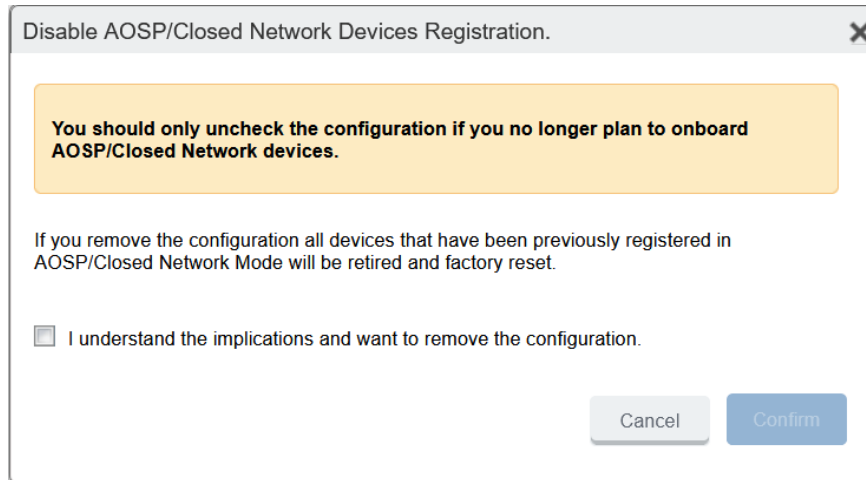 Disable AOSP/Closed Network Devices Registration.
You should only uncheck the configuration if you no longer plan to onboard
AOSP/Closed Network devices.
If you remove the configuration all devices that have been previously registered in
AOSP/Closed Network Mode will be retired and factory reset.
I understand the implications and want to remove the configuration.
Cancel Confirm